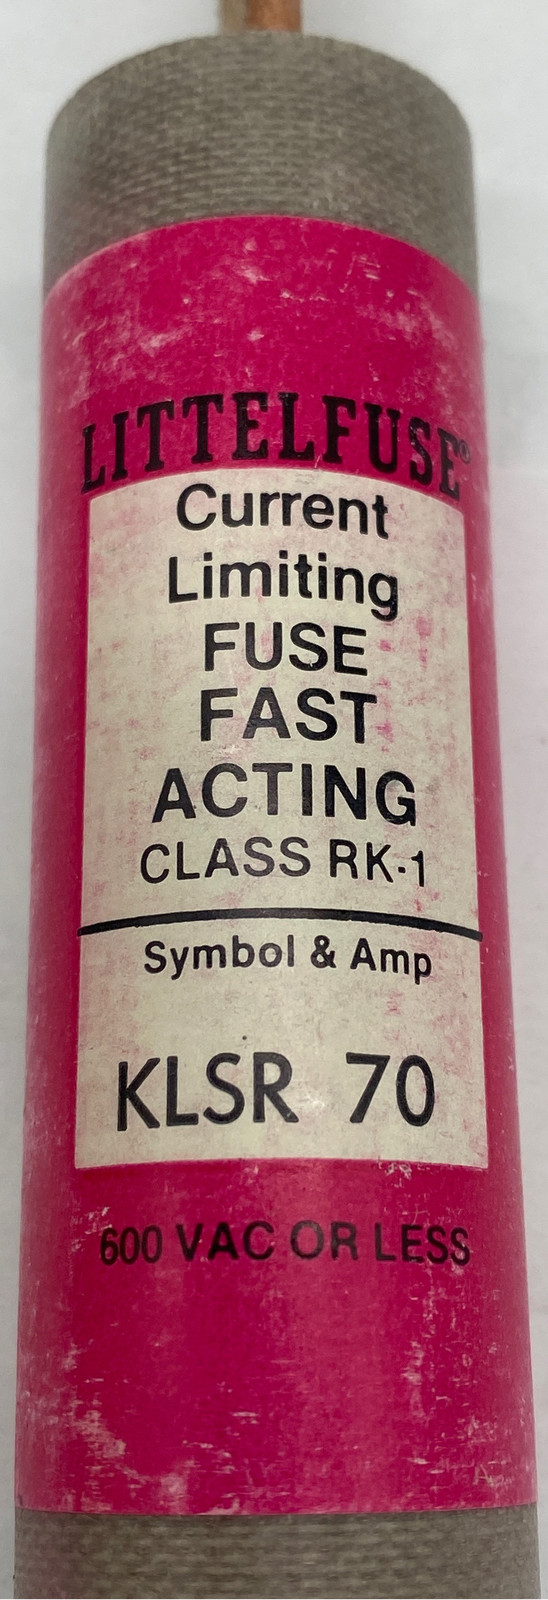 LITTELFUSE®
Current
Limiting
FUSE
FAST
ACTING
CLASS RK-1
Symbol & Amp
KLSR 70
600 VAC OR LESS